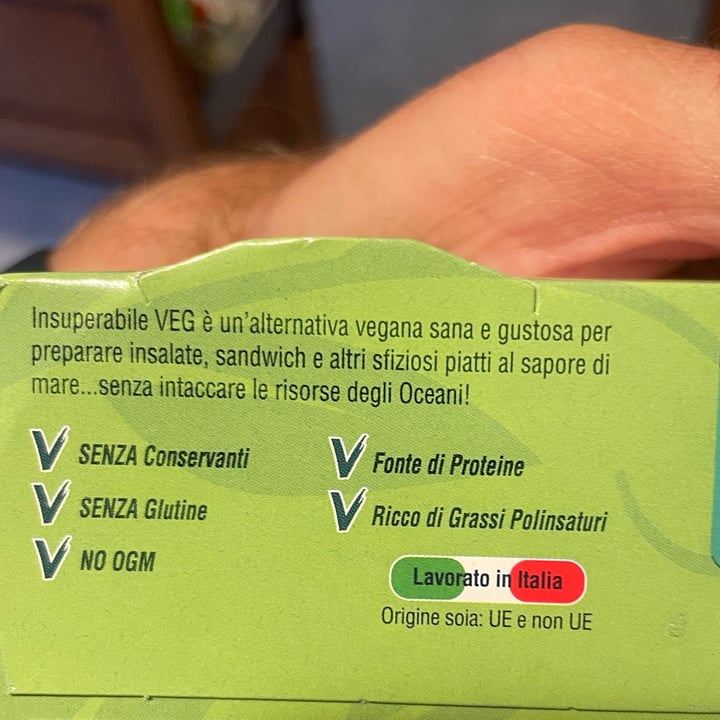 Insuperabile VEG è un'alternativa vegana sana e gustosa per
preparare insalate, sandwich e altri sfiziosi piatti al sapore di
mare...senza intaccare le risorse degli Oceani!
SENZA Conservanti
SENZA Glutine
NO OGM
Fonte di Proteine
Ricco di Grassi Polinsaturi
Lavorato in Italia
Origine soia: UE e non UE